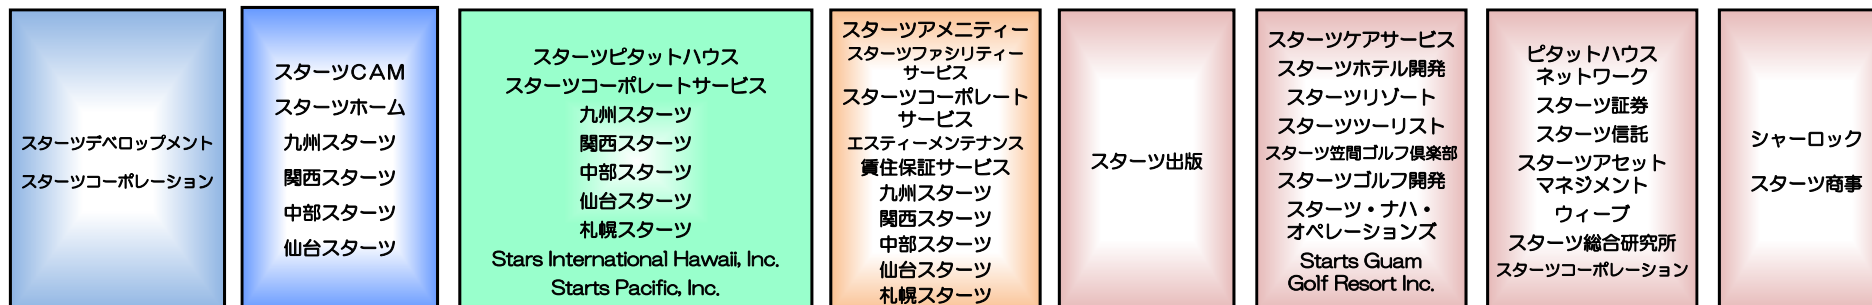 スターツデベロップメント
スターツコーポレーション
スターツCAM
スターツホーム
九州スターツ
関西スターツ
中部スターツ
仙台スターツ
スターツピタットハウス
スターツコーポレートサービス
九州スターツ
関西スターツ
中部スターツ
仙台スターツ
札幌スターツ
Stars International Hawaii, Inc.
Starts Pacific, Inc.
スターツアメニティー
スターツファシリティー
サービス
スターツコーポレート
サービス
エスティーメンテナンス
賃住保証サービス
九州スターツ
関西スターツ
中部スターツ
仙台スターツ
札幌スターツ
スターツ出版
スターツケアサービス
スターツホテル開発
スターツリゾート
スターツツーリスト
スターツ笠間ゴルフ倶楽部
スターツゴルフ開発
スターツ・ナハ・
オペレーションズ
Starts Guam
Golf Resort Inc.
ピタットハウス
ネットワーク
スターツ証券
スターツ信託
スターツアセット
マネジメント
ウィーブ
スターツ総合研究所
スターツコーポレーション
シャーロック
スターツ商事